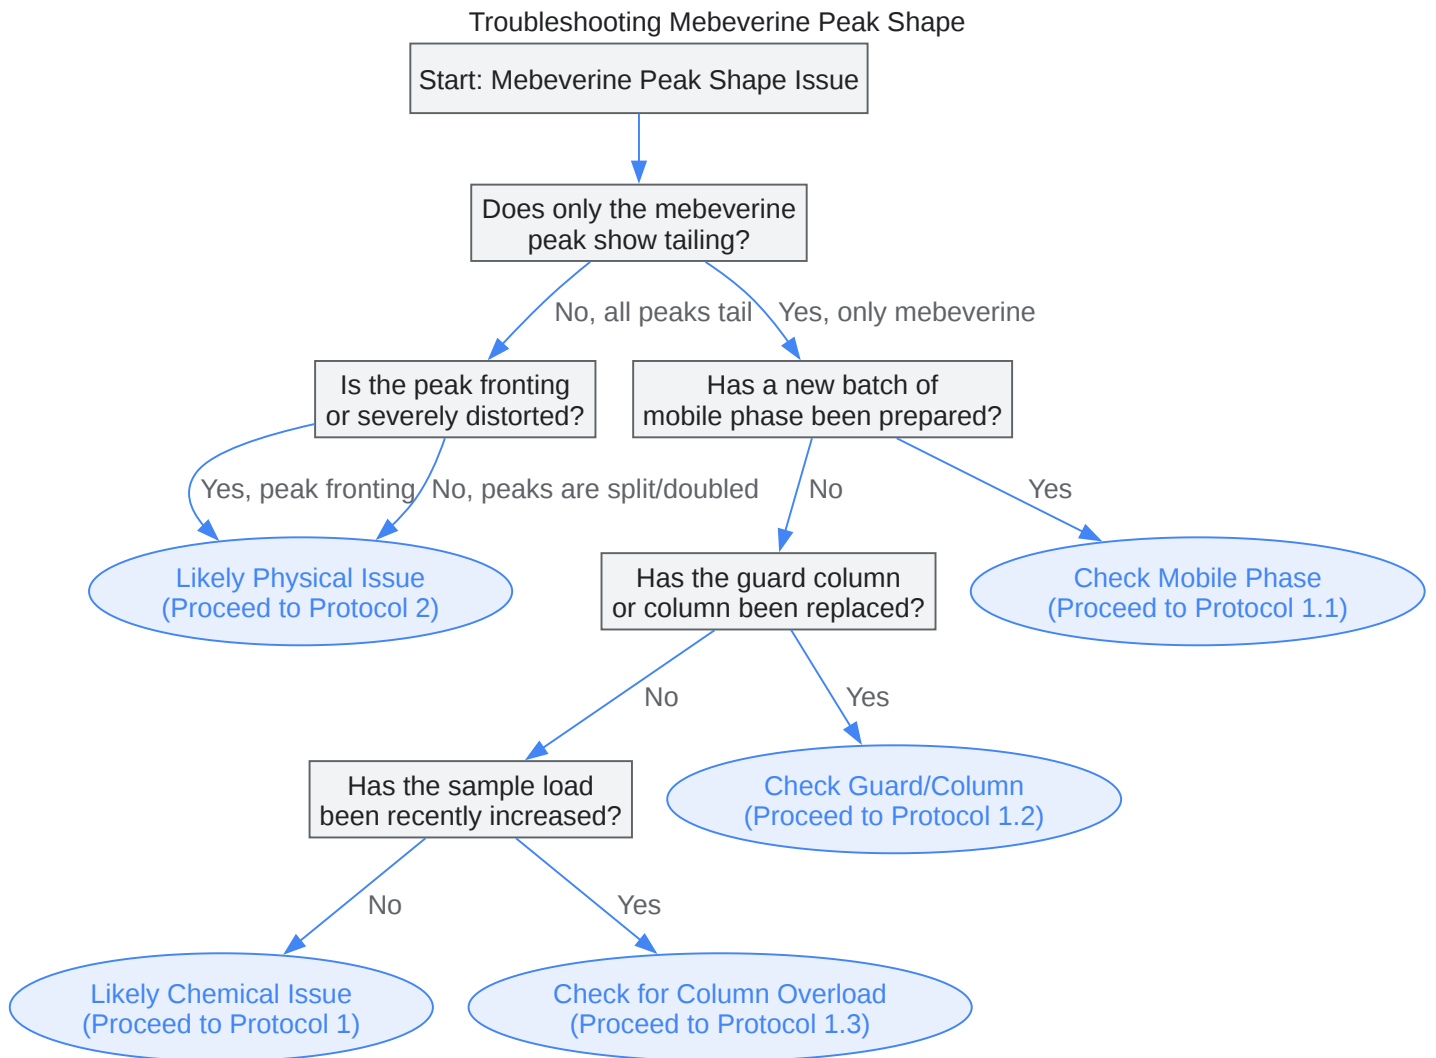 Troubleshooting Mebeverine Peak Shape
Start: Mebeverine Peak Shape Issue
Does only the mebeverine
peak show tailing?
No, all peaks tail
Yes, only mebeverine
Is the peak fronting
or severely distorted?
Has a new batch of
mobile phase been prepared?
Yes, peak fronting
No, peaks are split/doubled
No
Yes
Likely Physical Issue
(Proceed to Protocol 2)
Has the guard column
or column been replaced?
Check Mobile Phase
(Proceed to Protocol 1.1)
No
Yes
Has the sample load
been recently increased?
Check Guard/Column
(Proceed to Protocol 1.2)
No
Yes
Likely Chemical Issue
(Proceed to Protocol 1)
Check for Column Overload
(Proceed to Protocol 1.3)